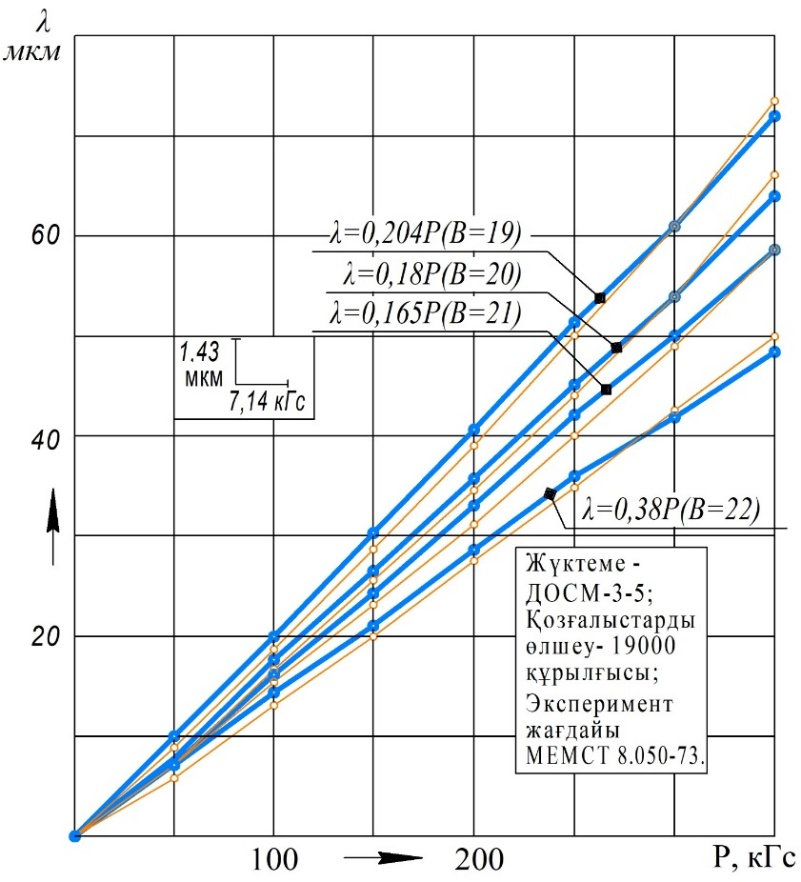 λ
мкм
60
λ=0,204P(B=19)
λ=0,18P(B=20)
λ=0,165P(B=21)
1.43
мкм
7,14 кГс
40
λ=0,38P(B=22)
Жүктеме -
ДОСМ-3-5;
Қозғалыстарды
өлшеу- 19000
құрылғысы;
Эксперимент
жағдайы
МЕМСТ 8.050-73.
20
100
200
P, кГс